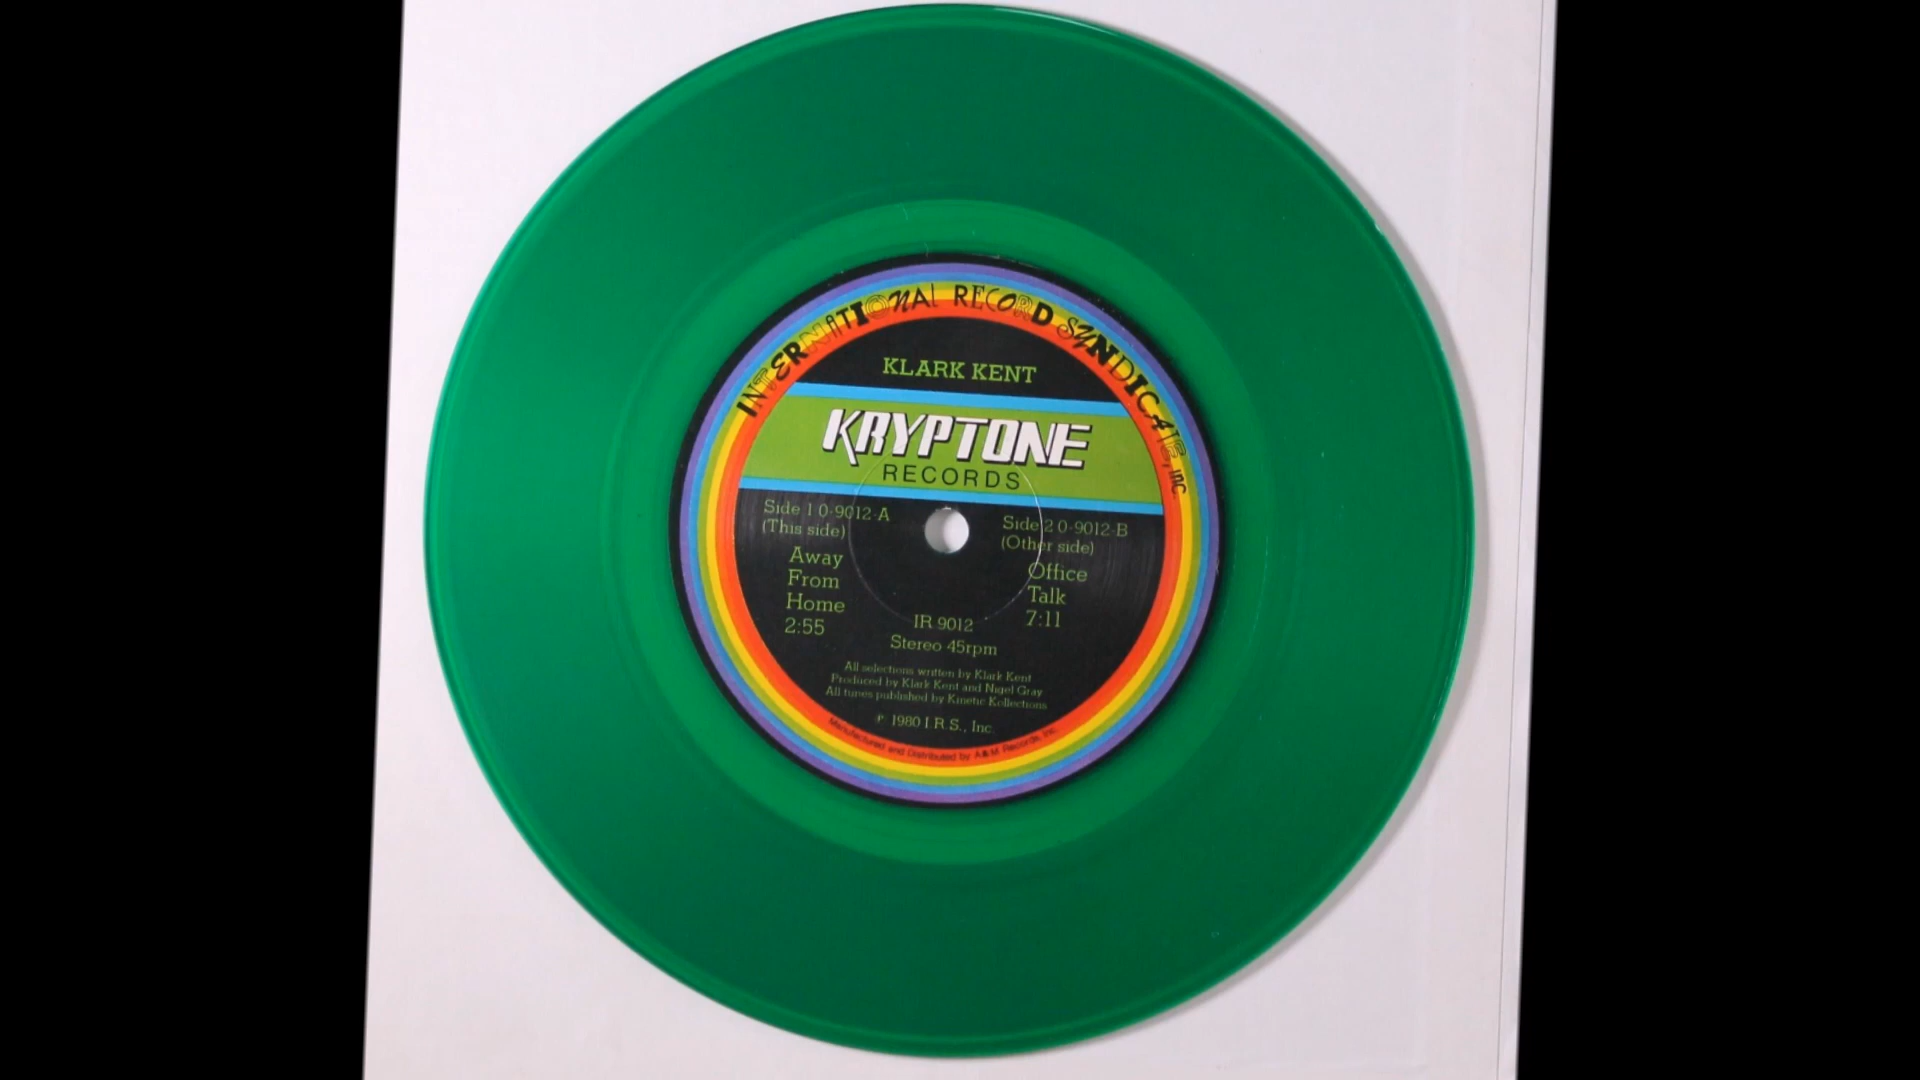 INTERNATIONAL RECORD SYNDICATE, INC.
KLARK KENT
KRYPTONE
RECORDS
Side 1 0-9012-A
(This side)
Away
From
Home
2:55
Side 2 0-9012-B
(Other side)
Office
Talk
7:11
IR 9012
Stereo 45rpm
All selections written by Klark Kent
Produced by Klark Kent and Nigel Gray
All tunes published by Kinetic Kollections
℗ 1980 I.R.S., Inc.
Manufactured and Distributed by A&M Records, Inc.